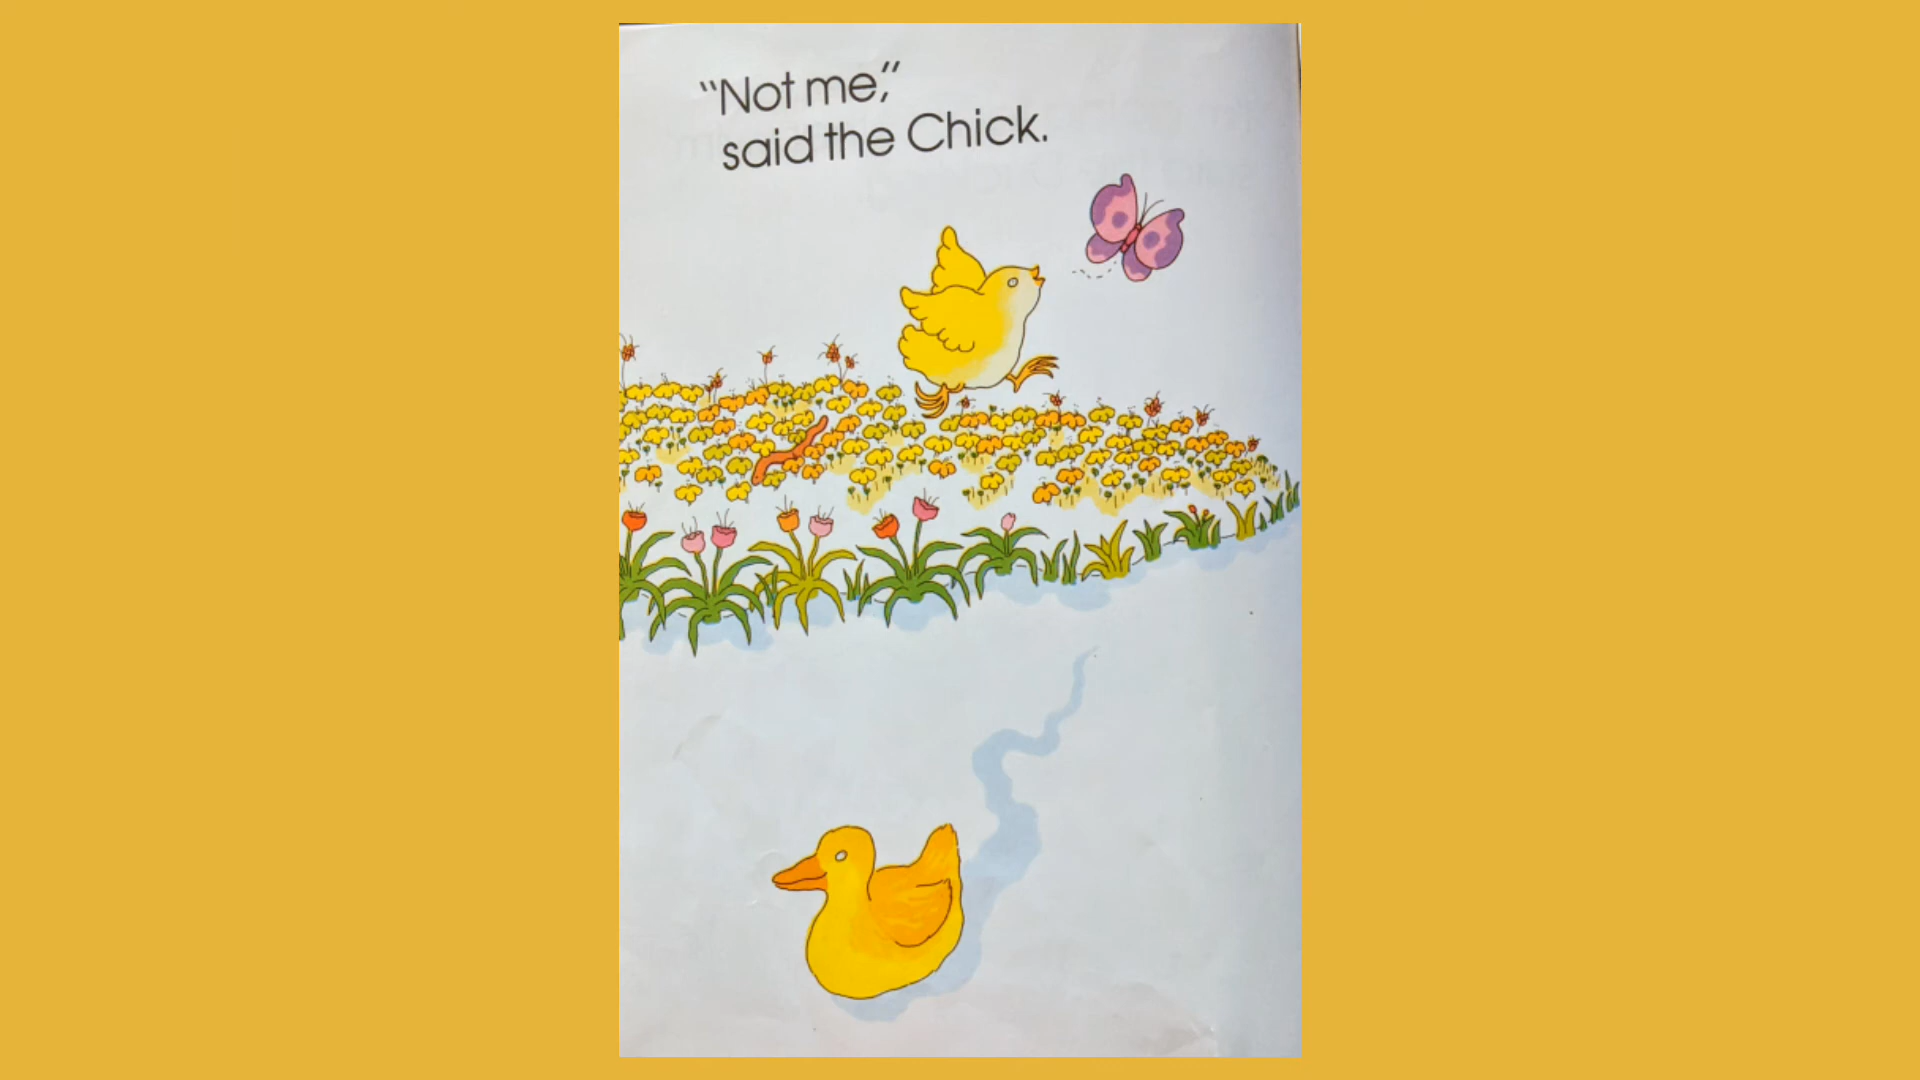 “Not me,”
said the Chick.